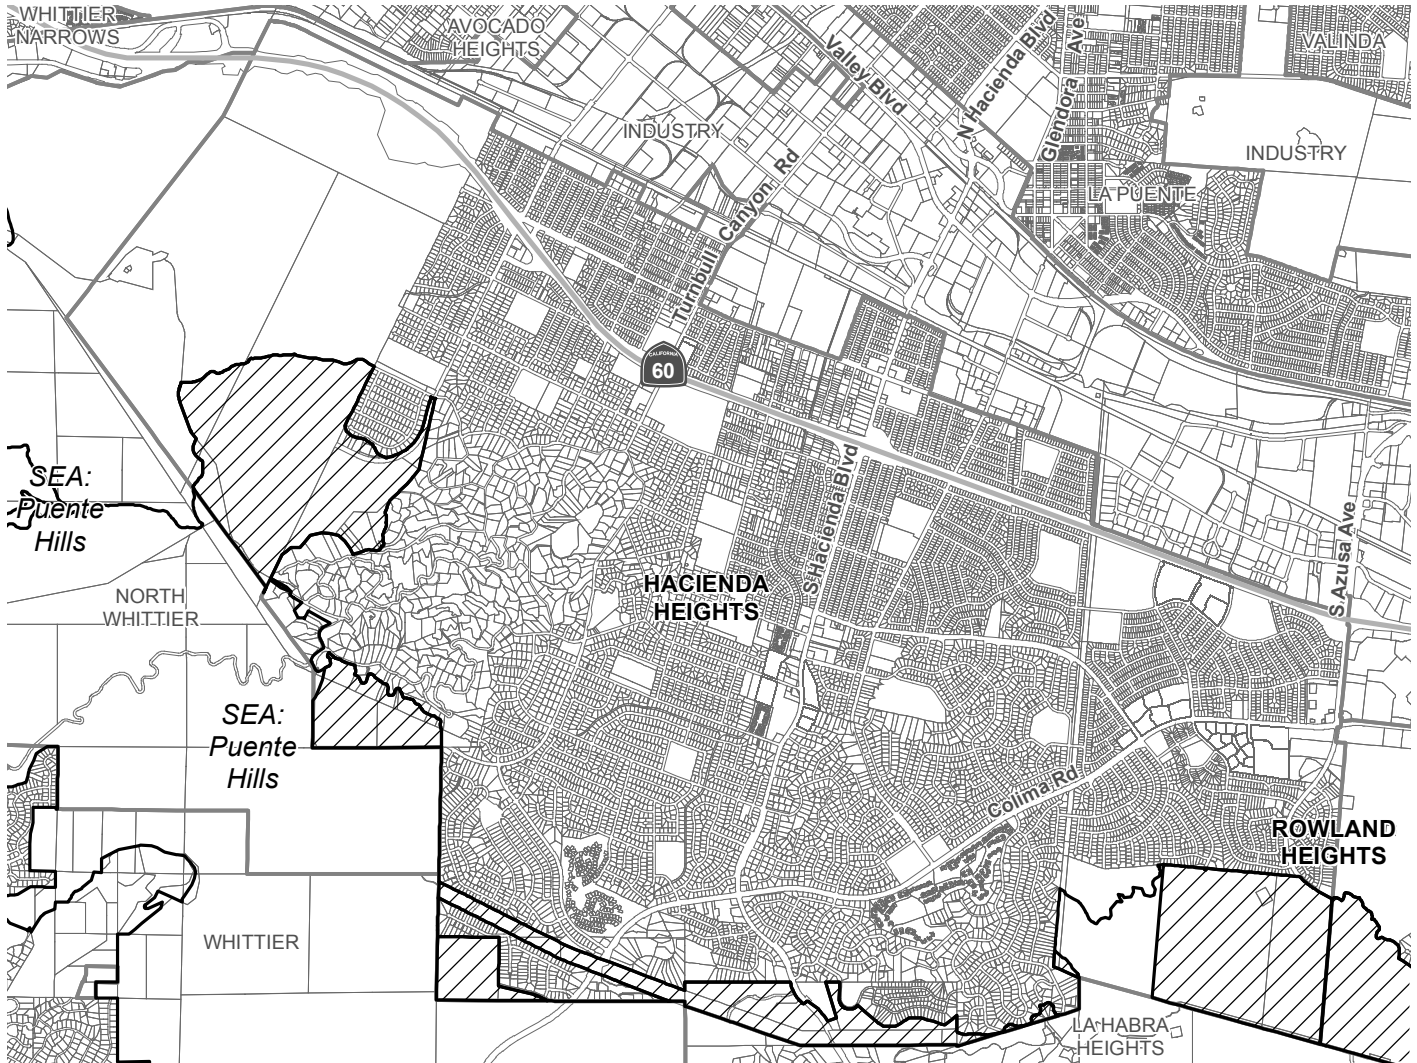 WHITTIER
NARROWS
AVOCADO
HEIGHTS
Valley Blvd
N Hacienda Blvd
Glendora Ave
VALINDA
INDUSTRY
INDUSTRY
Turnbull Canyon Rd
LA PUENTE
CALIFORNIA
60
SEA:
Puente
Hills
S Hacienda Blvd
S Azusa Ave
HACIENDA
HEIGHTS
NORTH
WHITTIER
SEA:
Puente
Hills
Colima Rd
ROWLAND
HEIGHTS
WHITTIER
LA HABRA
HEIGHTS